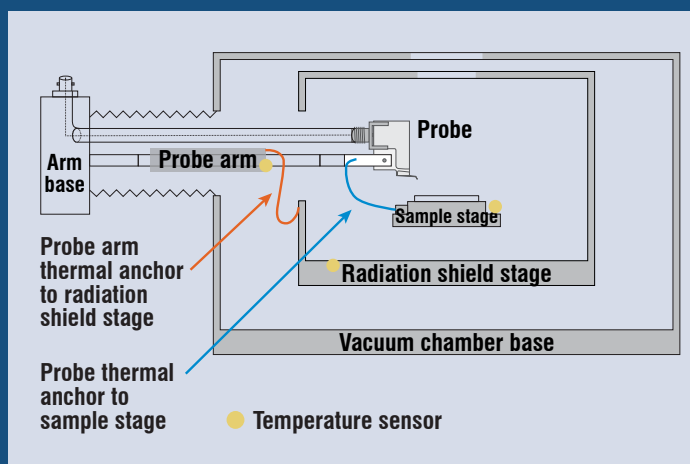 Probe
Arm
base
Probe arm
Sample stage
Probe arm
thermal anchor
to radiation
shield stage
Radiation shield stage
Vacuum chamber base
Probe thermal
anchor to
sample stage
Temperature sensor